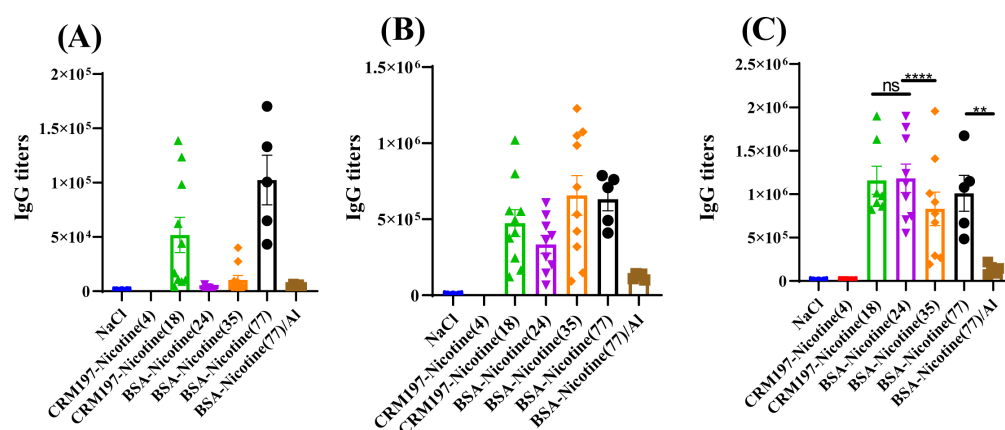 (A)
IgG titers
2×10⁵
1.5×10⁵
1×10⁵
5×10⁴
0
NaCl
CRM197-Nicotine(4)
CRM197-Nicotine(18)
BSA-Nicotine(24)
BSA-Nicotine(35)
BSA-Nicotine(77)
BSA-Nicotine(77)/Al
(B)
IgG titers
1.5×10⁶
1×10⁶
5×10⁵
0
NaCl
CRM197-Nicotine(4)
CRM197-Nicotine(18)
BSA-Nicotine(24)
BSA-Nicotine(35)
BSA-Nicotine(77)
BSA-Nicotine(77)/Al
(C)
IgG titers
2.5×10⁶
2×10⁶
1.5×10⁶
1×10⁶
5×10⁵
0
ns
****
**
NaCl
CRM197-Nicotine(4)
CRM197-Nicotine(18)
BSA-Nicotine(24)
BSA-Nicotine(35)
BSA-Nicotine(77)
BSA-Nicotine(77)/Al